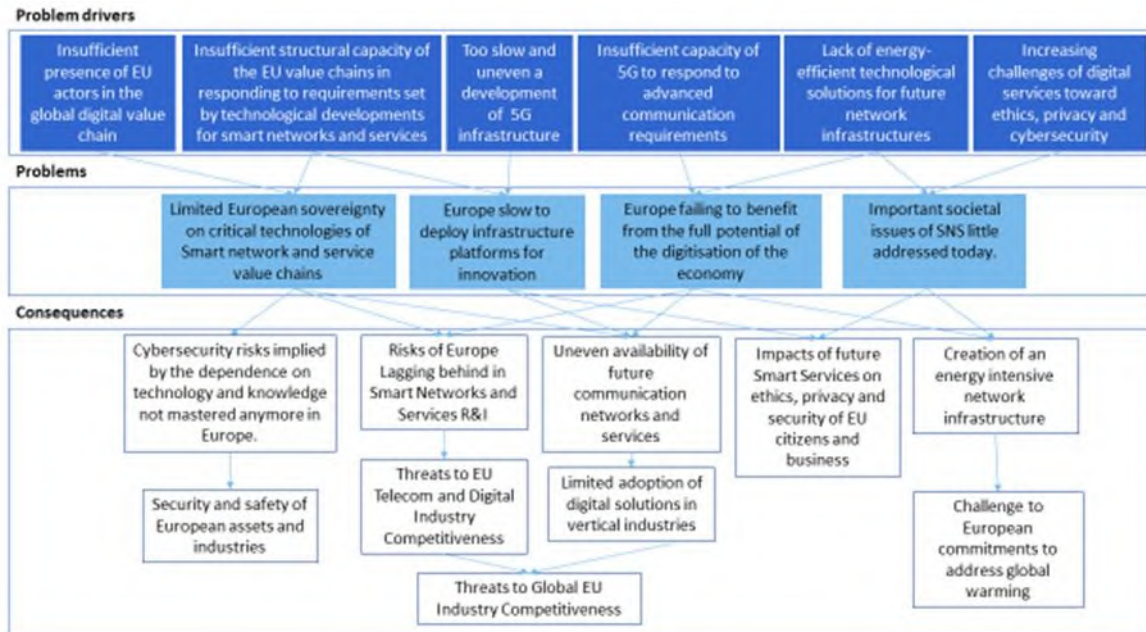 Problem drivers
Insufficient
presence of EU
actors in the
global digital value
chain
Insufficient structural capacity of
the EU value chains in
responding to requirements set
by technological developments
for smart networks and services
Too slow and
uneven a
development
of 5G
infrastructure
Insufficient capacity of
5G to respond to
advanced
communication
requirements
Lack of energy-
efficient technological
solutions for future
network
infrastructures
Increasing
challenges of digital
services toward
ethics, privacy and
cybersecurity
Problems
Limited European sovereignty
on critical technologies of
Smart network and service
value chains
Europe slow to
deploy infrastructure
platforms for
innovation
Europe failing to benefit
from the full potential of
the digitisation of the
economy
Important societal
issues of SNS little
addressed today.
Consequences
Cybersecurity risks implied
by the dependence on
technology and knowledge
not mastered anymore in
Europe.
Risks of Europe
Lagging behind in
Smart Networks and
Services R&I
Uneven availability of
future
communication
networks and
services
Impacts of future
Smart Services on
ethics, privacy and
security of EU
citizens and
business
Creation of an
energy intensive
network
infrastructure
Security and safety of
European assets and
industries
Threats to EU
Telecom and Digital
Industry
Competitiveness
Limited adoption of
digital solutions in
vertical industries
Challenge to
European
commitments to
address global
warming
Threats to Global EU
Industry Competitiveness